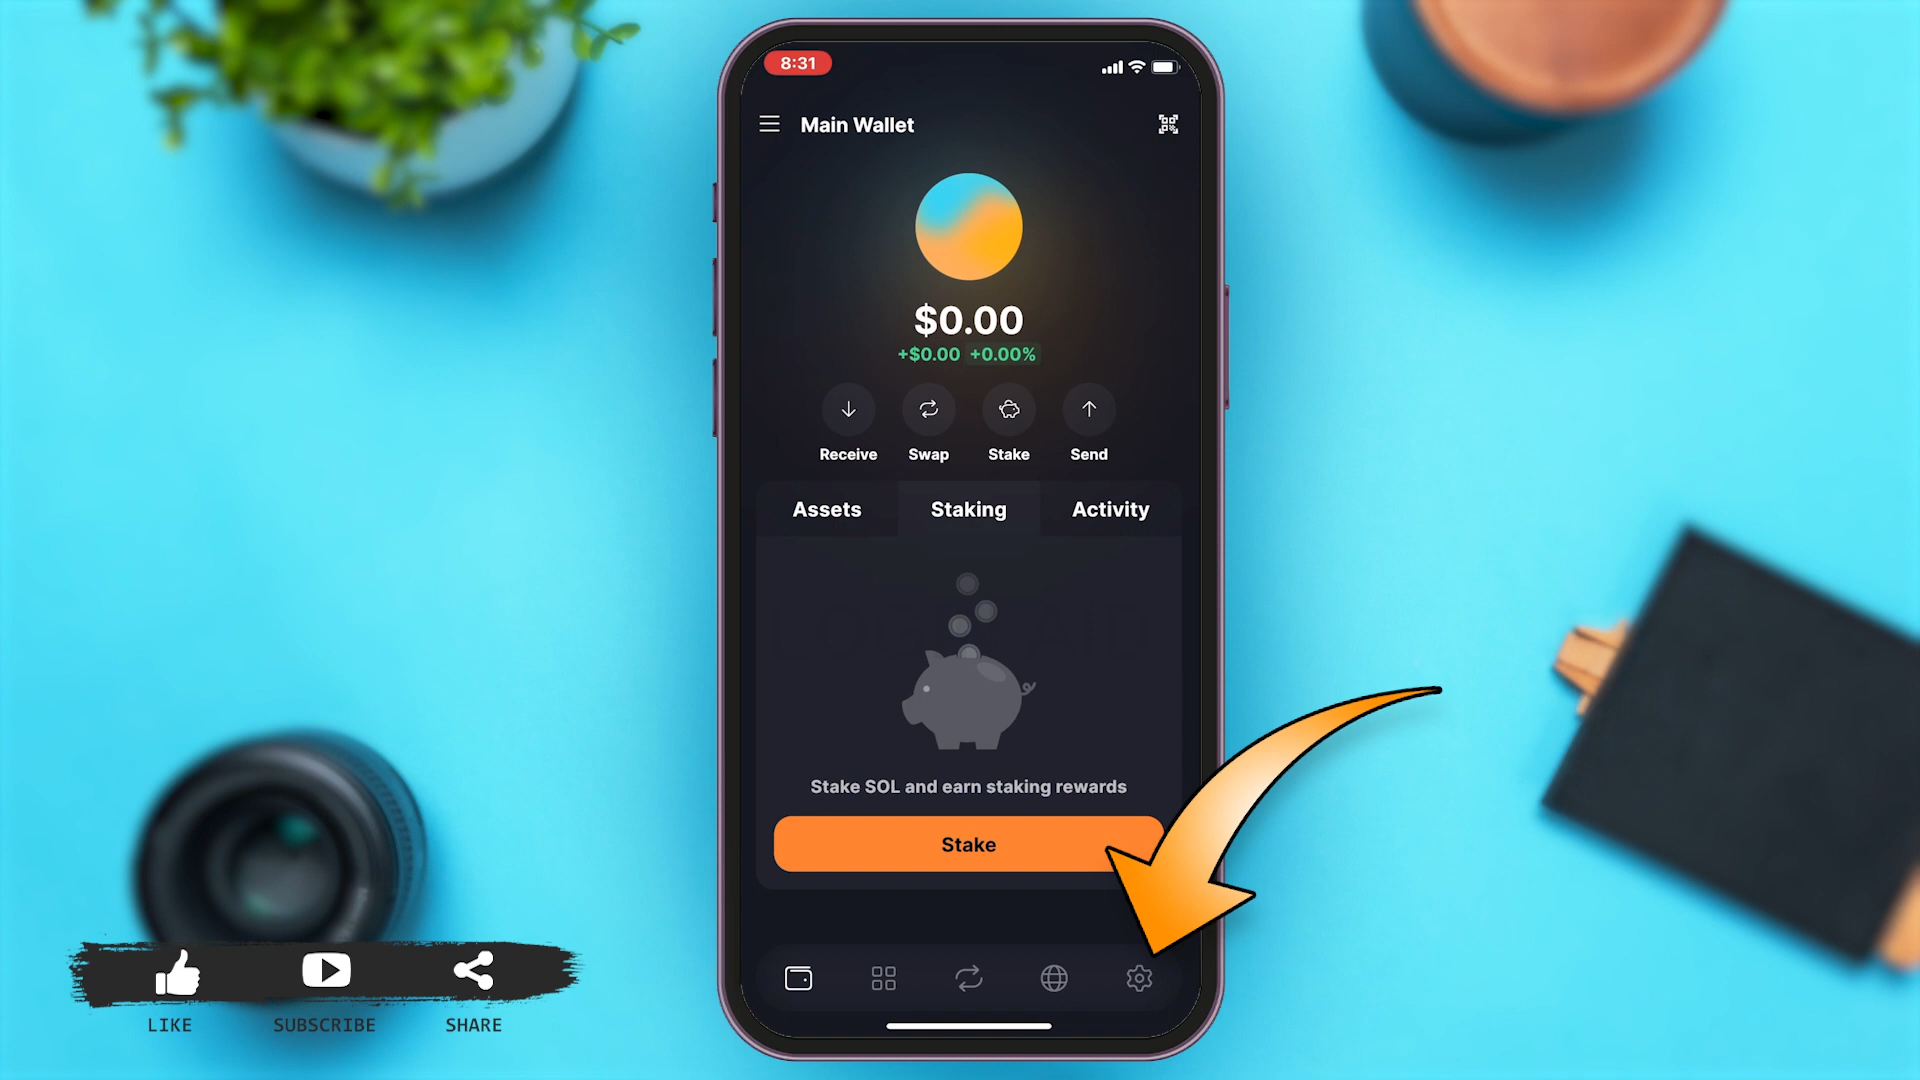 8:31
Main Wallet
$0.00
+$0.00 +0.00%
Receive Swap Stake Send
Assets Staking Activity
Stake SOL and earn staking rewards
Stake
LIKE SUBSCRIBE SHARE